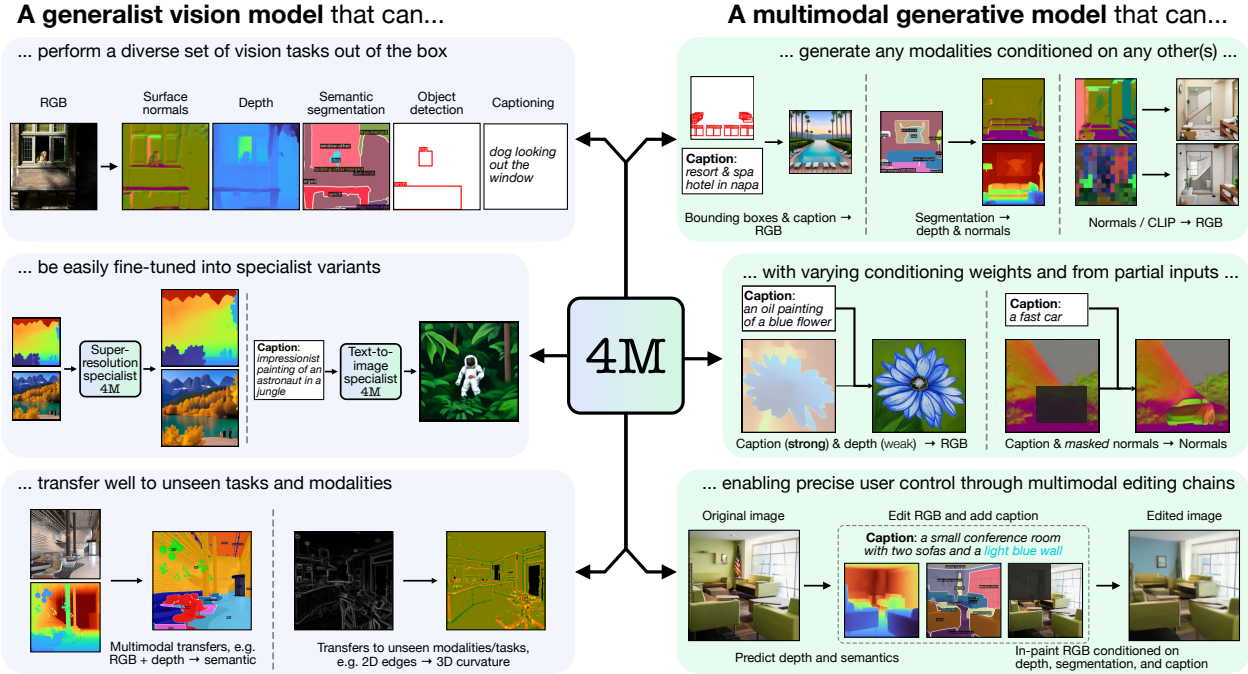 A generalist vision model that can...
... perform a diverse set of vision tasks out of the box
RGB
Surface
normals
Depth
Semantic
segmentation
Object
detection
Captioning
dog looking
out the
window
... be easily fine-tuned into specialist variants
Super-
resolution
specialist
4M
Caption:
impressionist
painting of an
astronaut in a
jungle
Text-to-
image
specialist
4M
... transfer well to unseen tasks and modalities
Multimodal transfers, e.g.
RGB + depth → semantic
Transfers to unseen modalities/tasks,
e.g. 2D edges → 3D curvature
4M
A multimodal generative model that can...
... generate any modalities conditioned on any other(s) ...
Caption:
resort & spa
hotel in napa
Bounding boxes & caption →
RGB
Segmentation →
depth & normals
Normals / CLIP → RGB
... with varying conditioning weights and from partial inputs ...
Caption:
an oil painting
of a blue flower
Caption (strong) & depth (weak) → RGB
Caption:
a fast car
Caption & masked normals → Normals
... enabling precise user control through multimodal editing chains
Original image
Edit RGB and add caption
Edited image
Caption: a small conference room
with two sofas and a light blue wall
Predict depth and semantics
In-paint RGB conditioned on
depth, segmentation, and caption